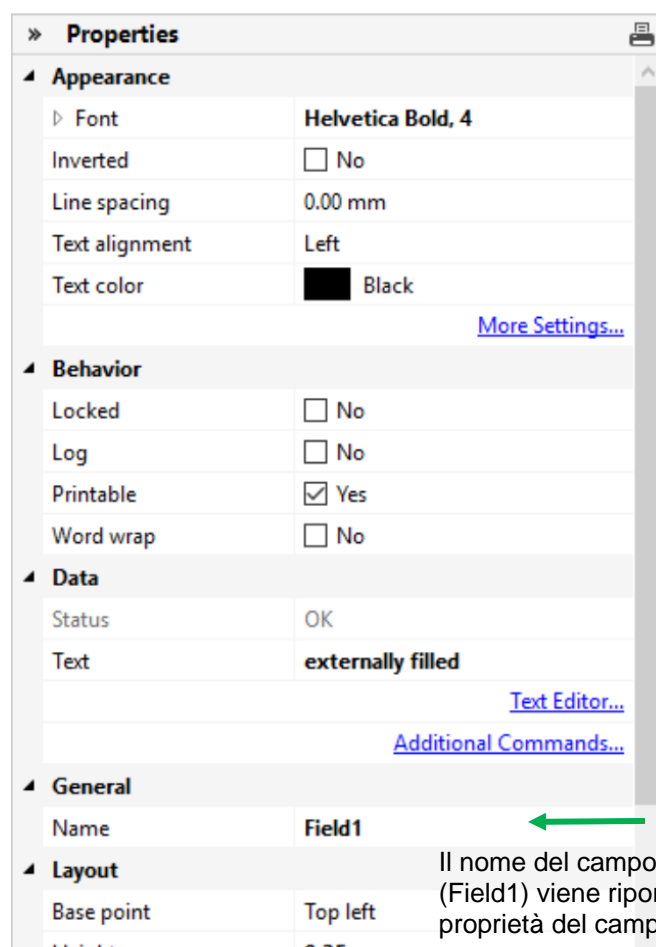 » Properties
Appearance
Font Helvetica Bold, 4
Inverted No
Line spacing 0.00 mm
Text alignment Left
Text color Black
More Settings...
Behavior
Locked No
Log No
Printable Yes
Word wrap No
Data
Status OK
Text externally filled
Text Editor...
Additional Commands...
General
Name Field1
Il nome del campo
Layout
(Field1) viene
Base point Top left
proprietà del